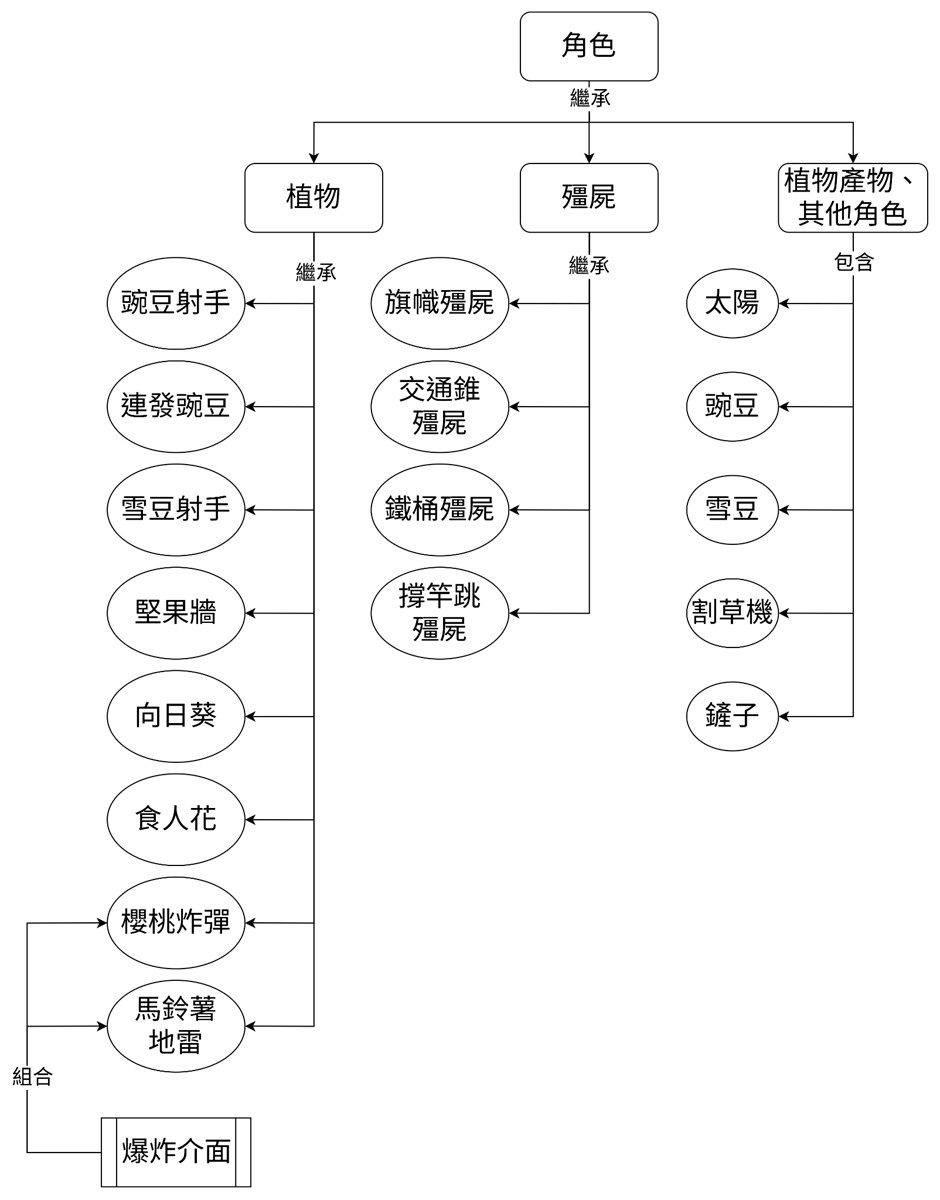 角色
繼承
植物
殭屍
植物產物、
其他角色
繼承
繼承
包含
豌豆射手
連發豌豆
雪豆射手
堅果牆
向日葵
食人花
櫻桃炸彈
馬鈴薯
地雷
旗幟殭屍
交通錐
殭屍
鐵桶殭屍
撐竿跳
殭屍
太陽
豌豆
雪豆
割草機
鏟子
組合
爆炸介面